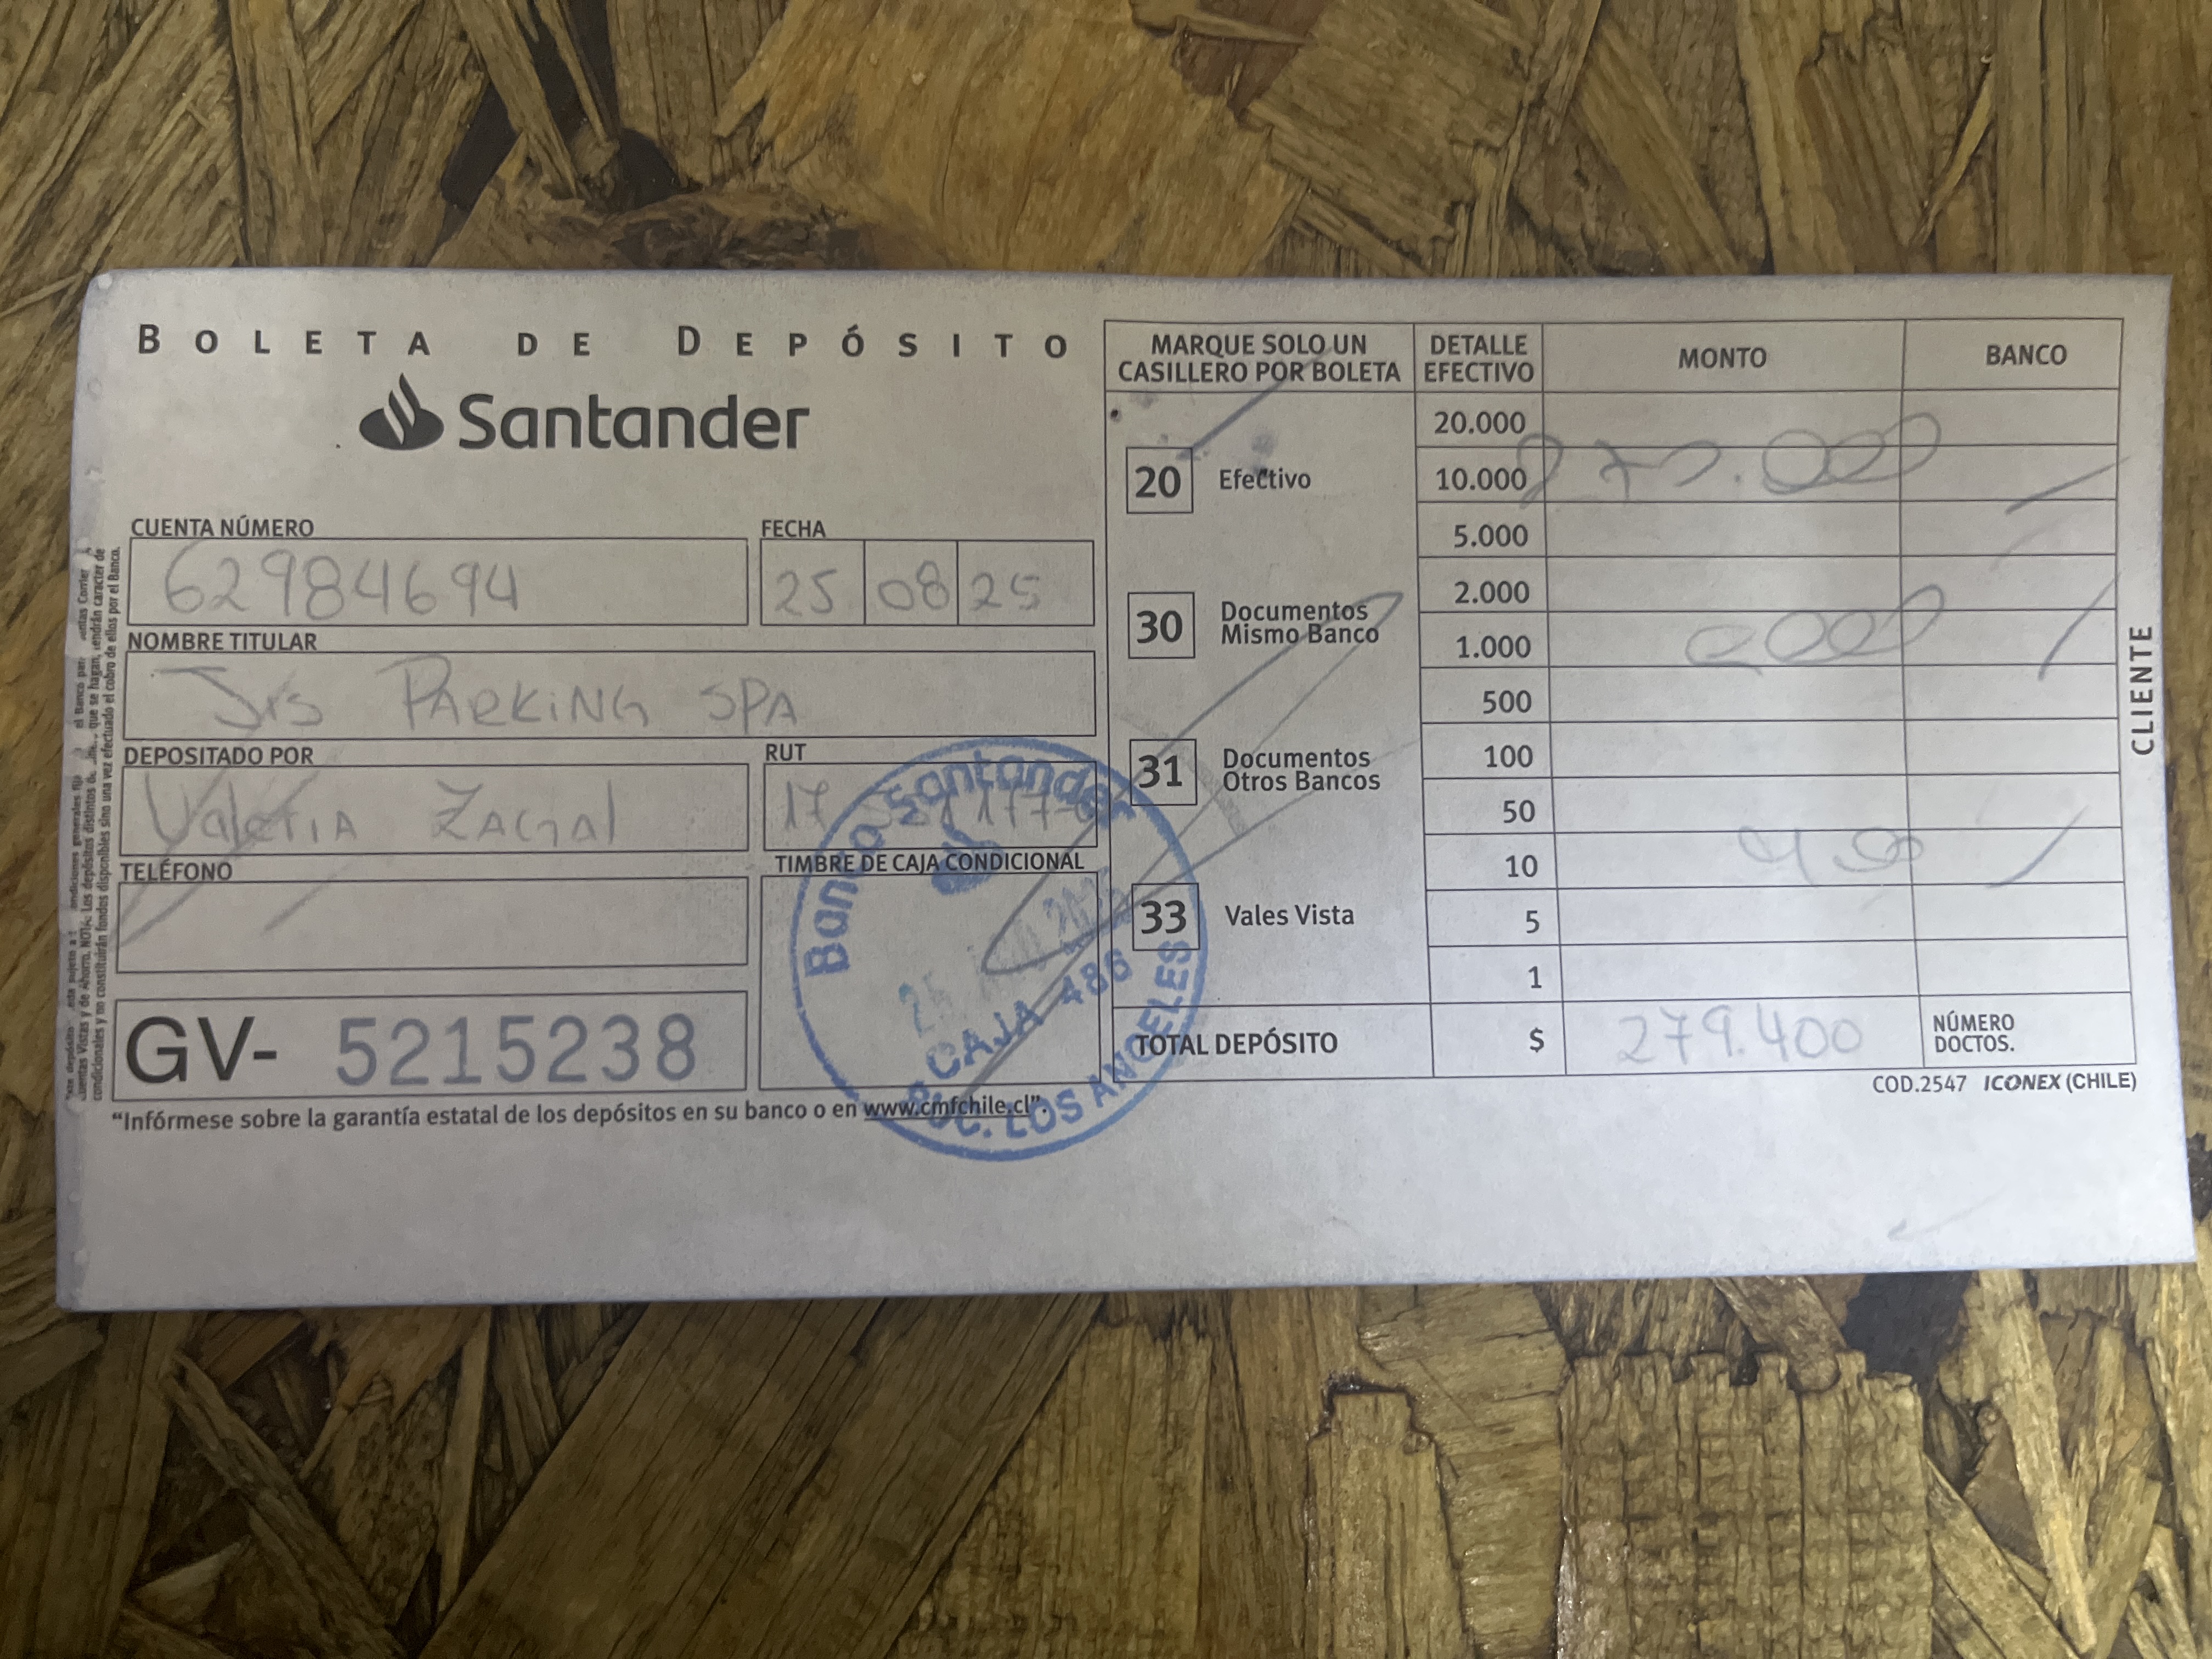 BOLETA DE DEPÓSITO
Santander
CUENTA NÚMERO
62984694
FECHA
25 08 25
NOMBRE TITULAR
JIS PARKING SPA
DEPOSITADO POR
Valeria ZAGAl
RUT
17
TELÉFONO
TIMBRE DE CAJA CONDICIONAL
GV- 5215238
"Infórmese sobre la garantía estatal de los depósitos en su banco o en www.cmfchile.cl".
Banco Santander
CAJA 486
SUC. LOS ANGELES
MARQUE SOLO UN CASILLERO POR BOLETA
20 Efectivo
30 Documentos Mismo Banco
31 Documentos Otros Bancos
33 Vales Vista
DETALLE EFECTIVO MONTO BANCO
20.000
10.000
5.000
2.000
1.000
500
100
50
10
5
1
TOTAL DEPÓSITO $ 279.400 NÚMERO DOCTOS.
COD.2547 ICONEX (CHILE)
CLIENTE